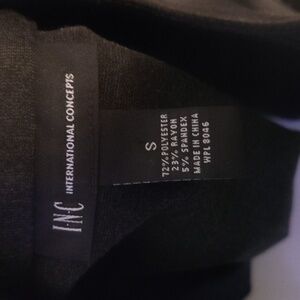 I·N·C INTERNATIONAL CONCEPTS
S
72% POLYESTER
23% RAYON
5% SPANDEX
MADE IN CHINA
WPL 8046